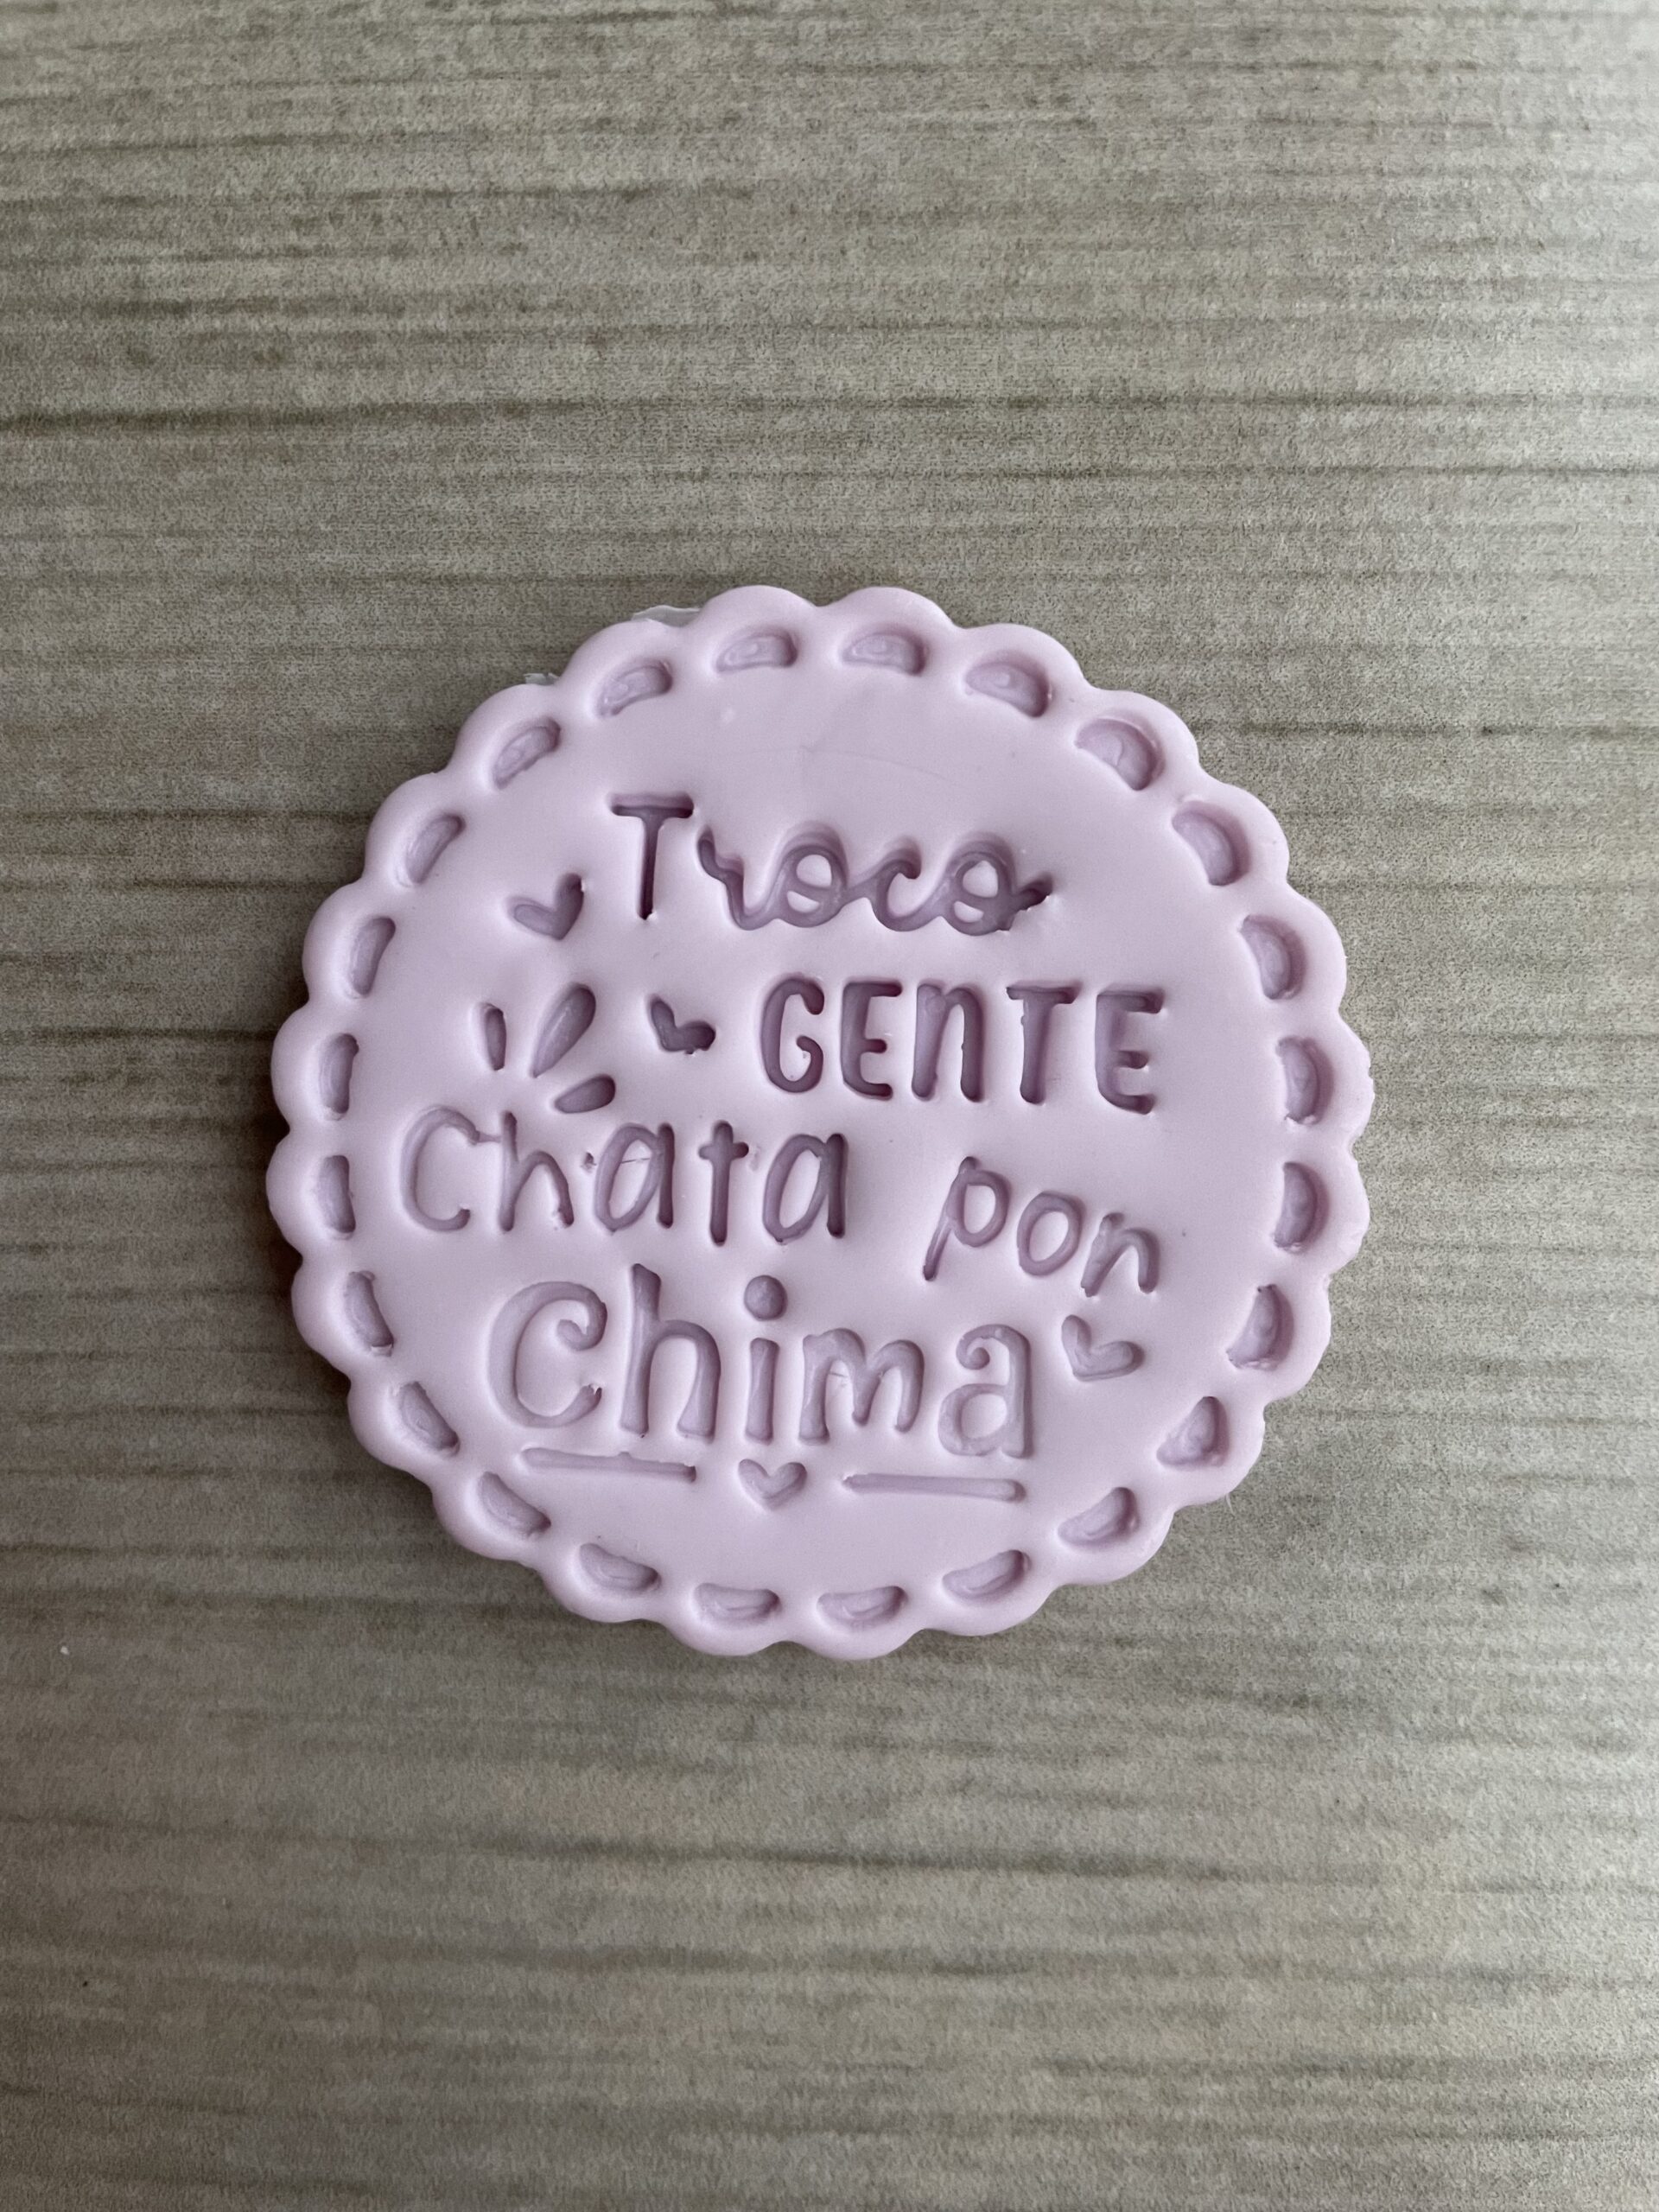 Troco
GENTE
Chata por
Chima